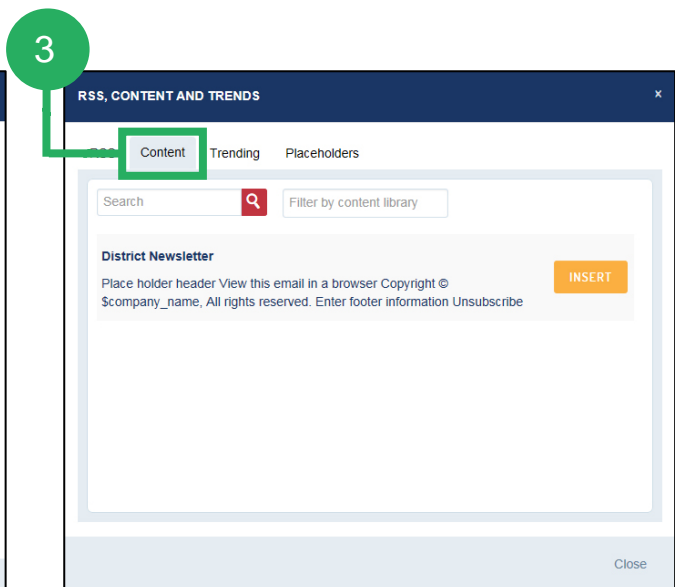 3
RSS, CONTENT AND TRENDS x
RSS Content Trending Placeholders
Search Filter by content library
District Newsletter
Place holder header View this email in a browser Copyright ©
$company_name, All rights reserved. Enter footer information Unsubscribe
INSERT
Close